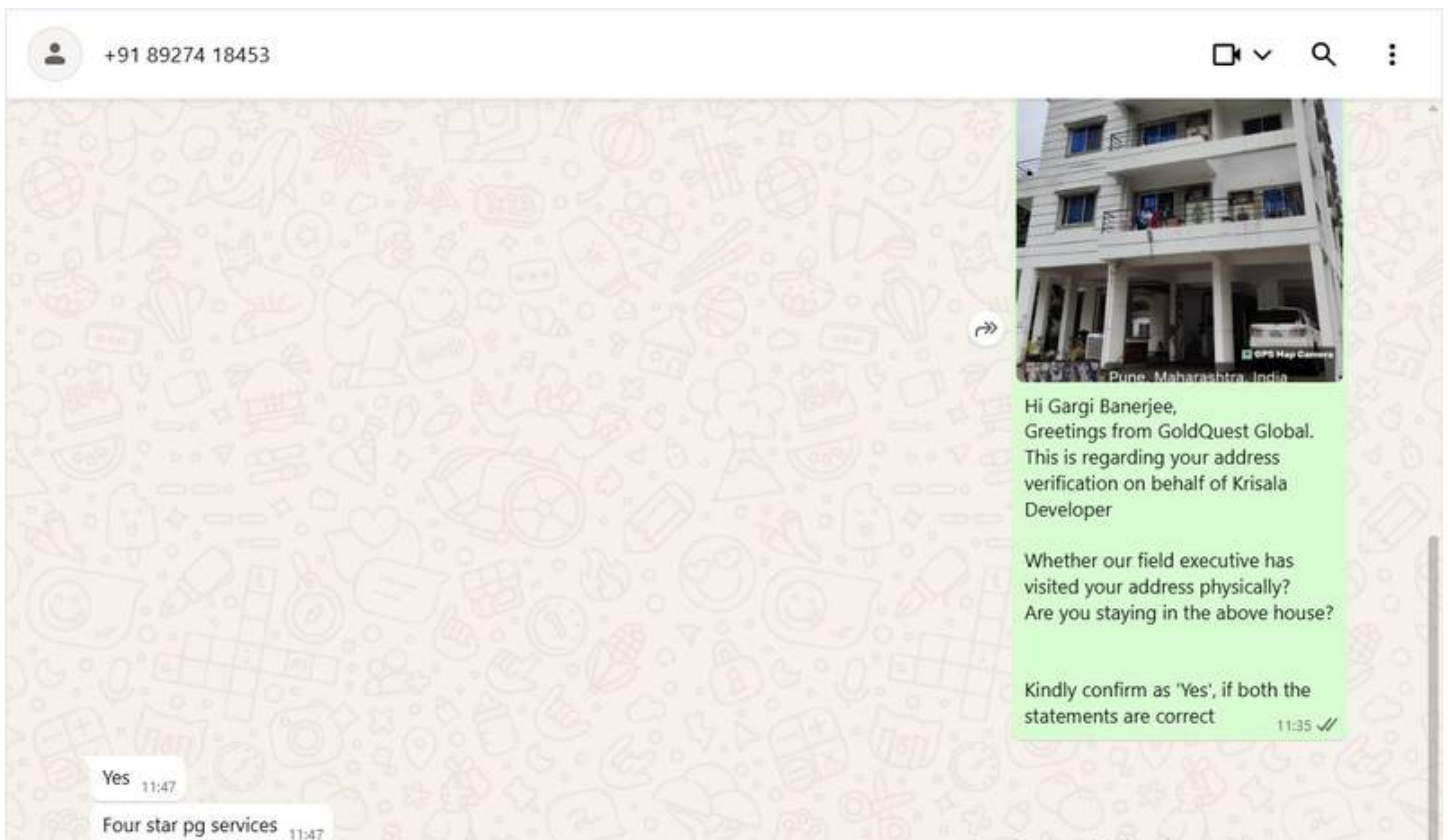 +91 89274 18453
GPS Map Camera
Pune, Maharashtra, India
Hi Gargi Banerjee,
Greetings from GoldQuest Global.
This is regarding your address
verification on behalf of Krisala
Developer
Whether our field executive has
visited your address physically?
Are you staying in the above house?
Kindly confirm as 'Yes', if both the
statements are correct
11:35
Yes 11:47
Four star pg services 11:47